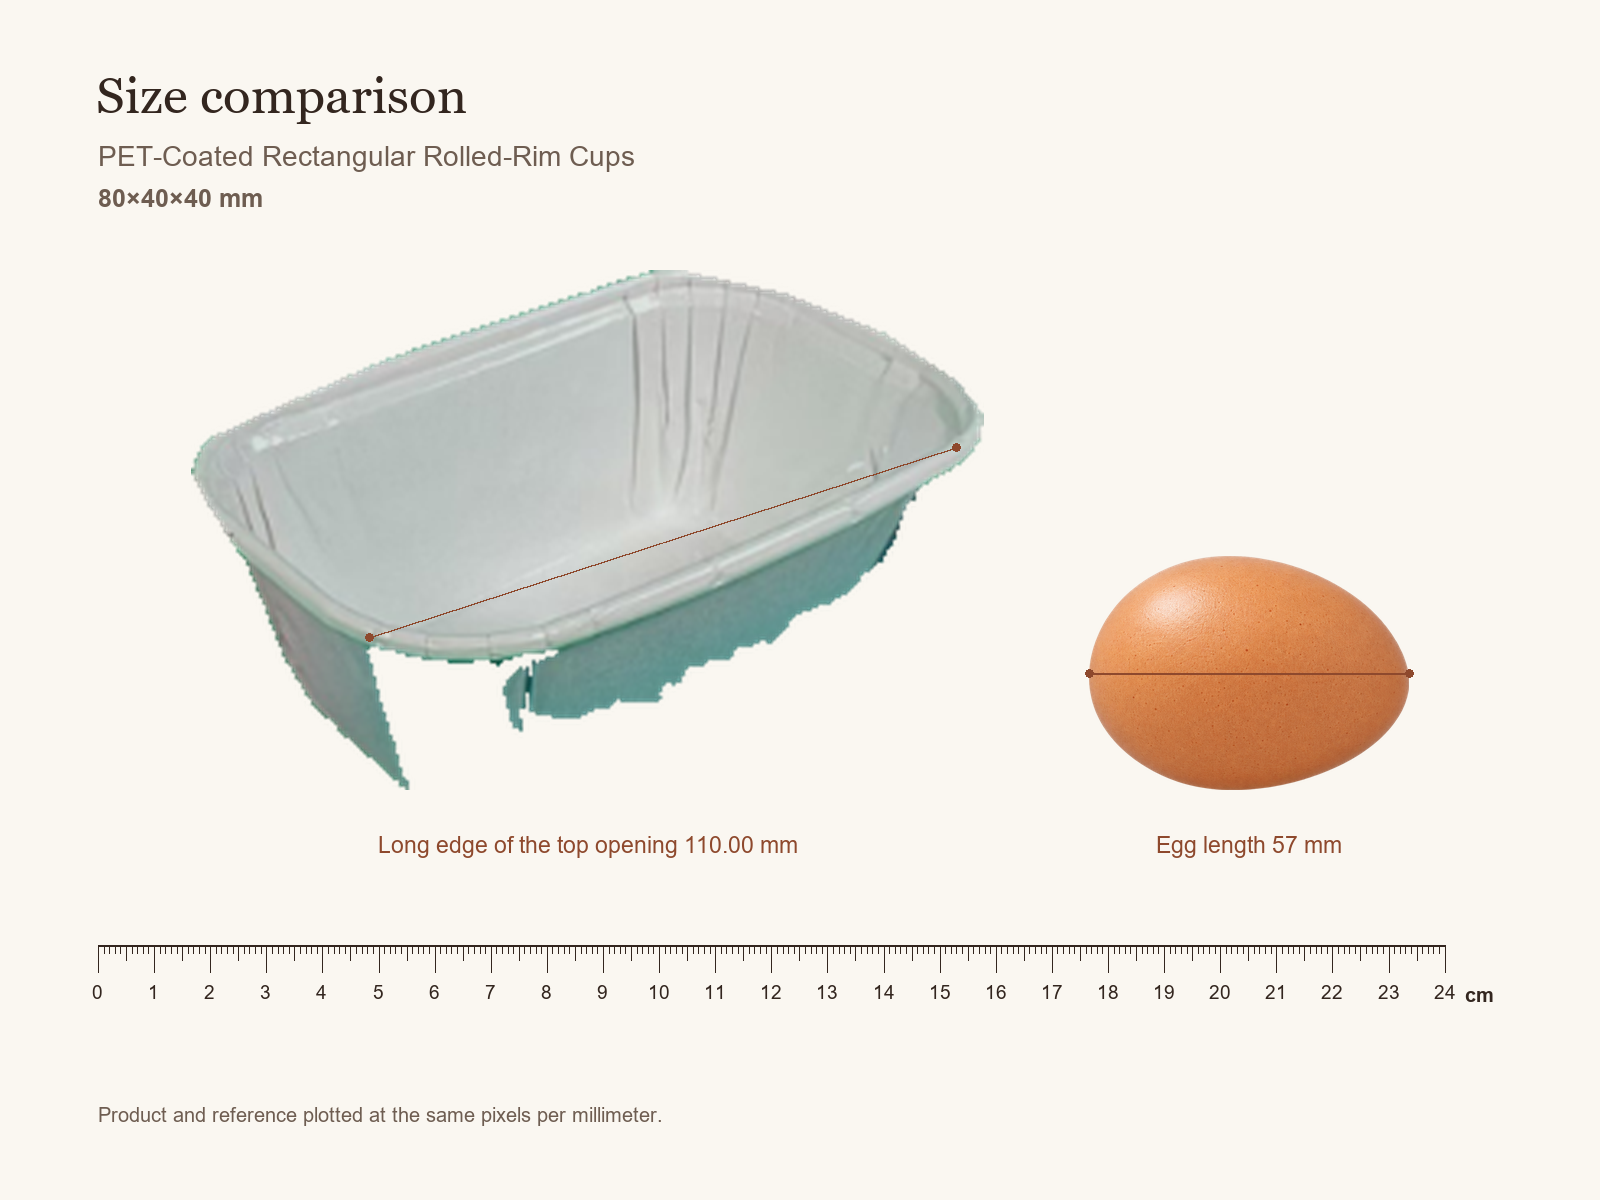 Size comparison
PET-Coated Rectangular Rolled-Rim Cups
80×40×40 mm
Long edge of the top opening 110.00 mm
Egg length 57 mm
0 1 2 3 4 5 6 7 8 9 10 11 12 13 14 15 16 17 18 19 20 21 22 23 24 cm
Product and reference plotted at the same pixels per millimeter.